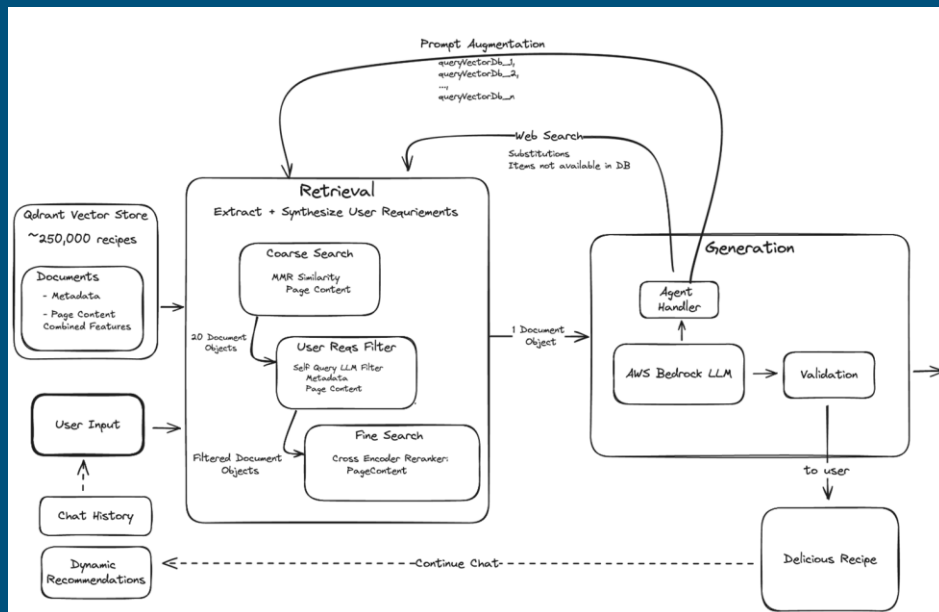 Prompt Augmentation
queryVectorDb_1,
queryVectorDb_2,
...,
queryVectorDb_n
Web Search
Substitutions
Items not available in DB
Qdrant Vector Store
~250,000 recipes
Documents
- Metadata
- Page Content
Combined Features
User Input
Chat History
Dynamic
Recommendations
Retrieval
Extract + Synthesize User Requriements
Coarse Search
MMR Similarity
Page Content
20 Document
Objects
User Reqs Filter
Self Query LLM Filter
Metadata
Page Content
Filtered Document
Objects
Fine Search
Cross Encoder Reranker:
PageContent
1 Document
Object
Generation
Agent
Handler
AWS Bedrock LLM
Validation
to user
Delicious Recipe
Continue Chat